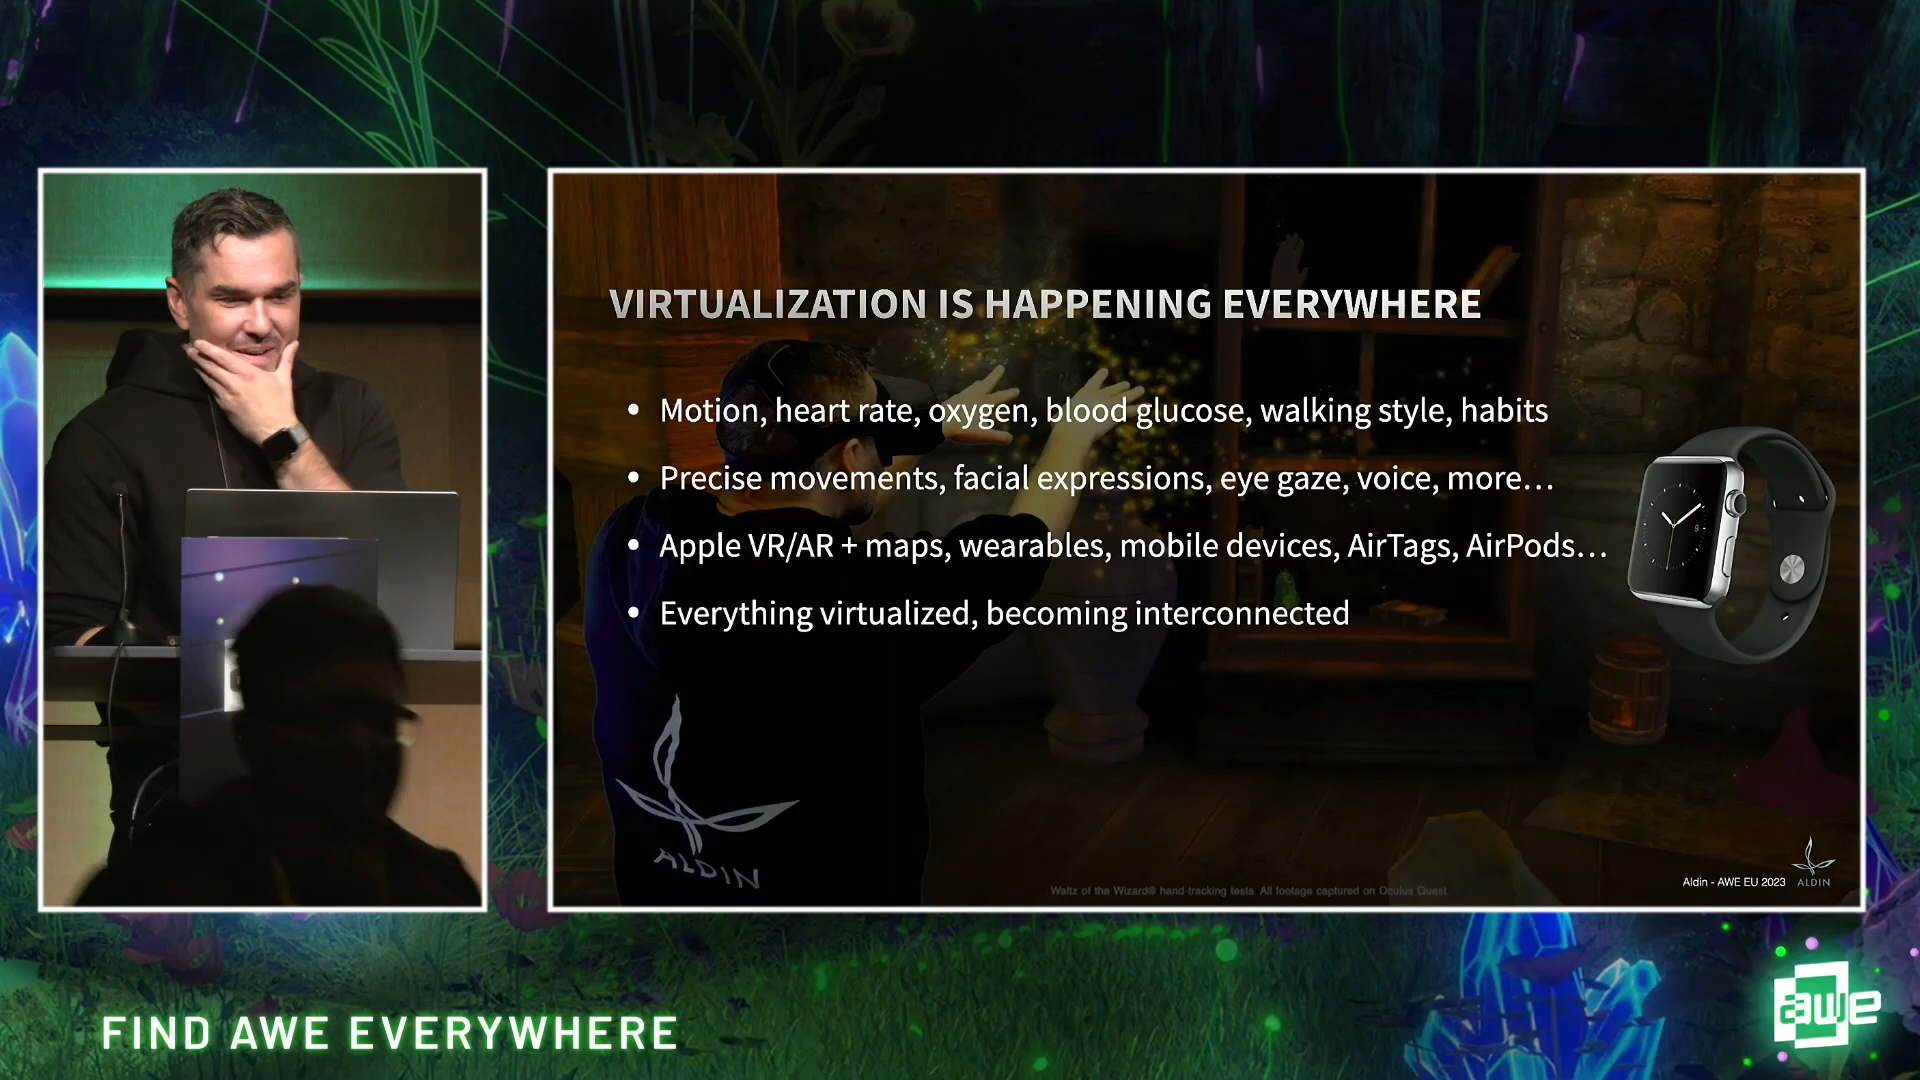 VIRTUALIZATION IS HAPPENING EVERYWHERE
• Motion, heart rate, oxygen, blood glucose, walking style, habits
• Precise movements, facial expressions, eye gaze, voice, more…
• Apple VR/AR + maps, wearables, mobile devices, AirTags, AirPods…
• Everything virtualized, becoming interconnected
9
ALDIN
Waltz of the Wizard® hand-tracking tests. All footage captured on Oculus Quest
Aldin - AWE EU 2023
ALDIN
FIND AWE EVERYWHERE
awe